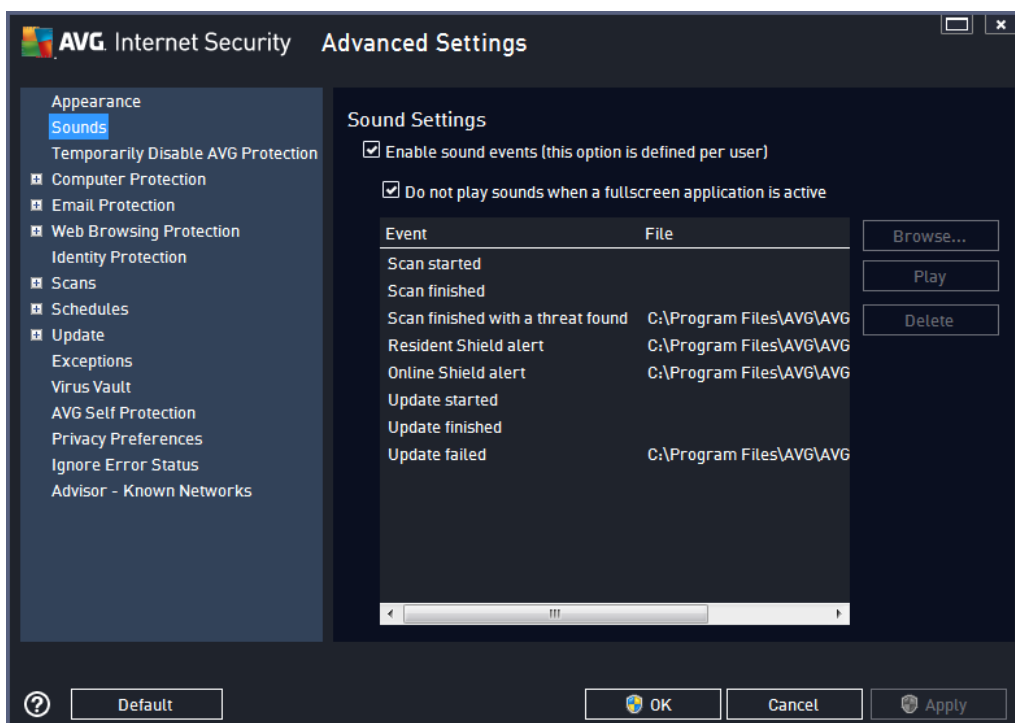 AVG. Internet Security Advanced Settings
Appearance
Sounds
Temporarily Disable AVG Protection
Computer Protection
Email Protection
Web Browsing Protection
Identity Protection
Scans
Schedules
Update
Exceptions
Virus Vault
AVG Self Protection
Privacy Preferences
Ignore Error Status
Advisor - Known Networks
Sound Settings
Enable sound events (this option is defined per user)
Do not play sounds when a fullscreen application is active
Event File
Scan started
Scan finished
Scan finished with a threat found C:\Program Files\AVG\AVG
Resident Shield alert C:\Program Files\AVG\AVG
Online Shield alert C:\Program Files\AVG\AVG
Update started
Update finished
Update failed C:\Program Files\AVG\AVG
Browse...
Play
Delete
? Default OK Cancel Apply